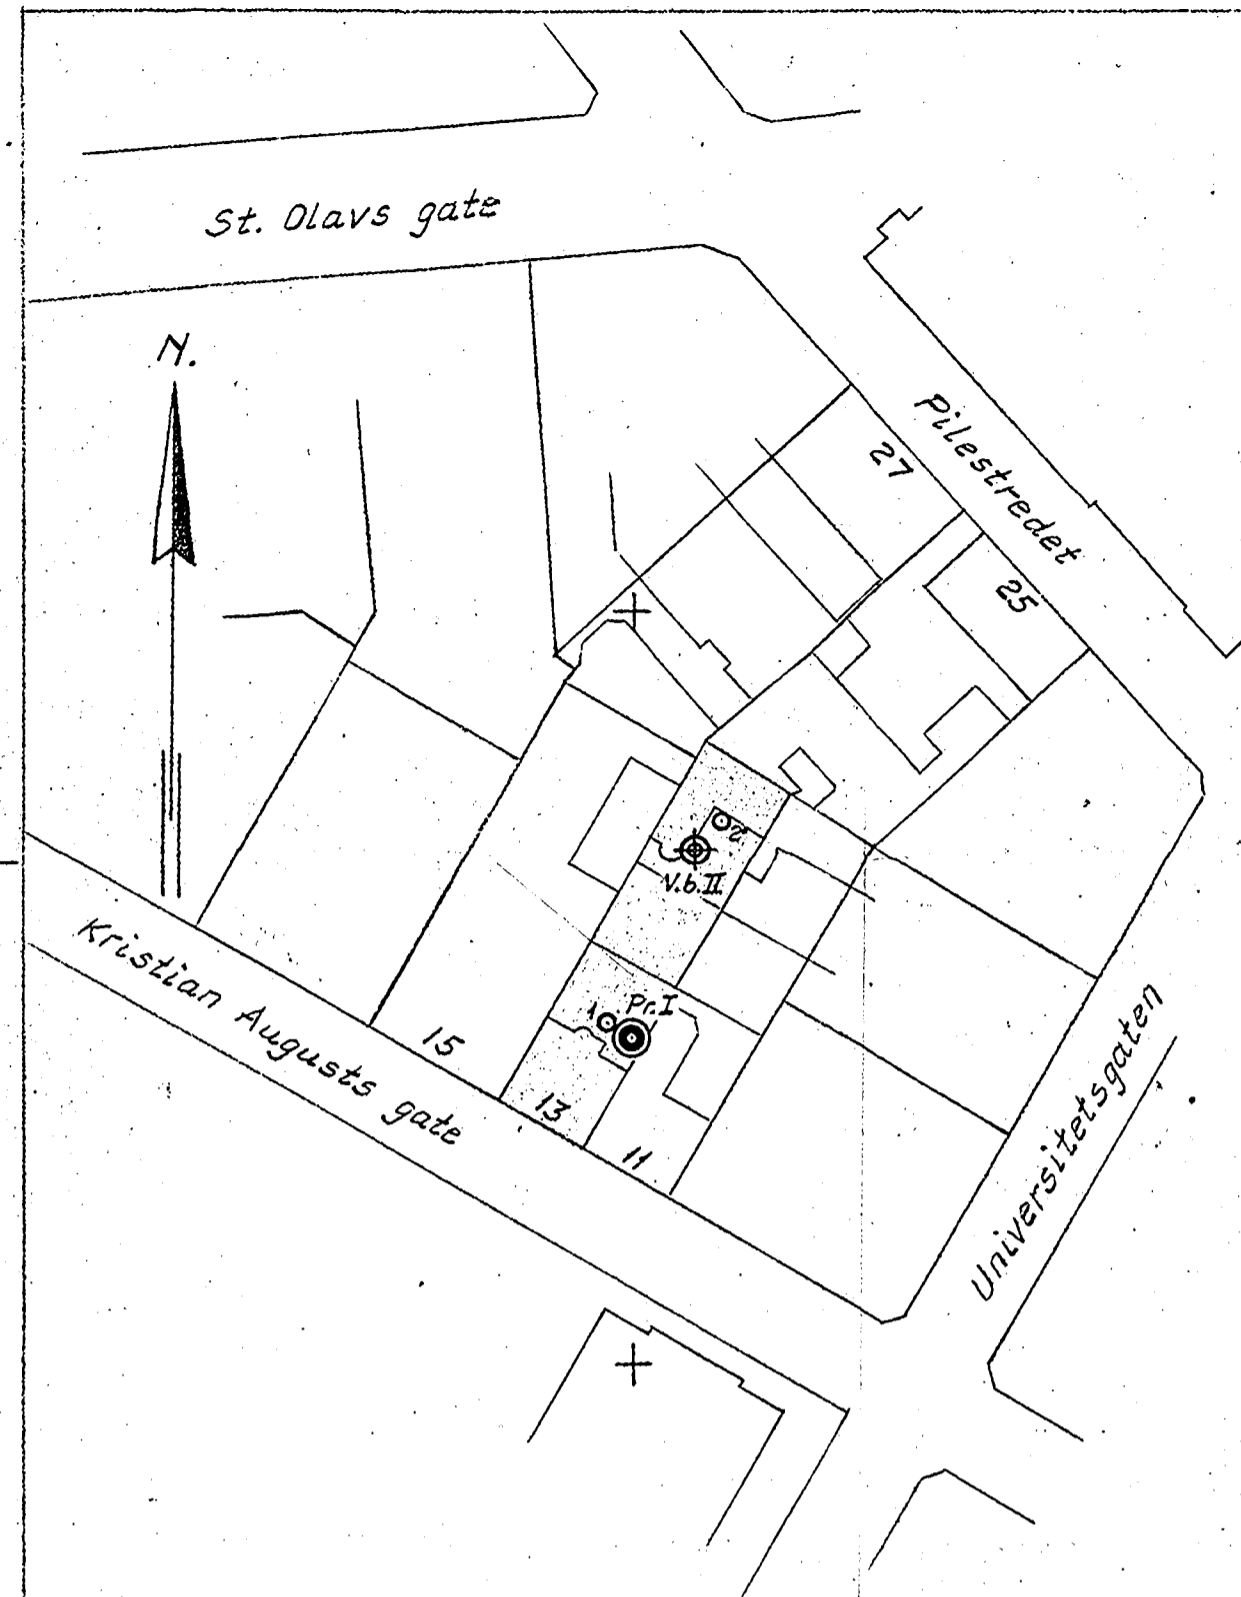 St. Olavs gate
N.
Pilestredet
27
25
2
V.b.II
Pr.I
1
Kristian Augusts gate
15
13
11
Universitetsgaten